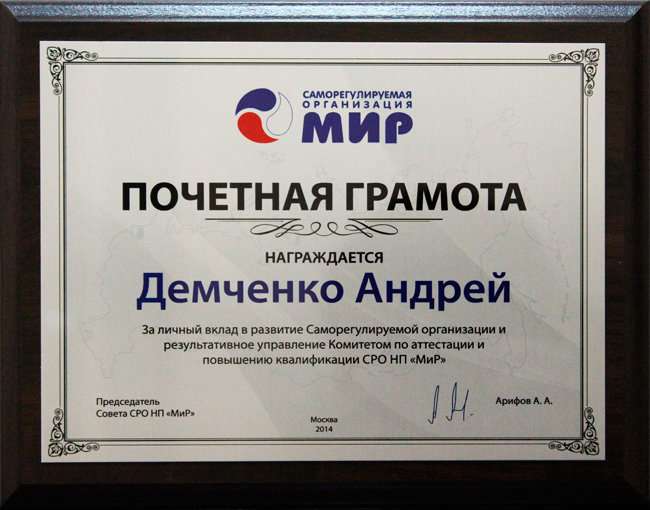 САМОРЕГУЛИРУЕМАЯ
ОРГАНИЗАЦИЯ
МИР
ПОЧЕТНАЯ ГРАМОТА
НАГРАЖДАЕТСЯ
Демченко Андрей
За личный вклад в развитие Саморегулируемой организации и
результативное управление Комитетом по аттестации и
повышению квалификации СРО НП «МиР»
Председатель
Совета СРО НП «МиР»
Арифов А. А.
Москва
2014